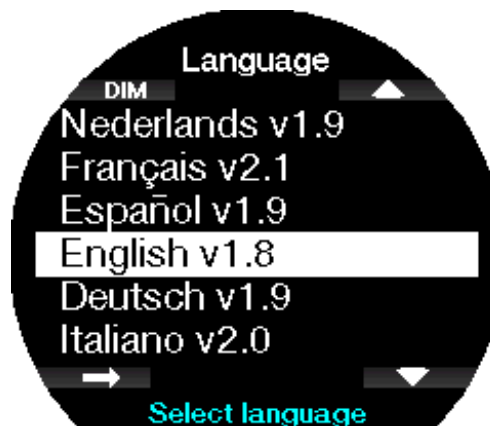 Language
DIM
Nederlands v1.9
Français v2.1
Español v1.9
English v1.8
Deutsch v1.9
Italiano v2.0
Select language